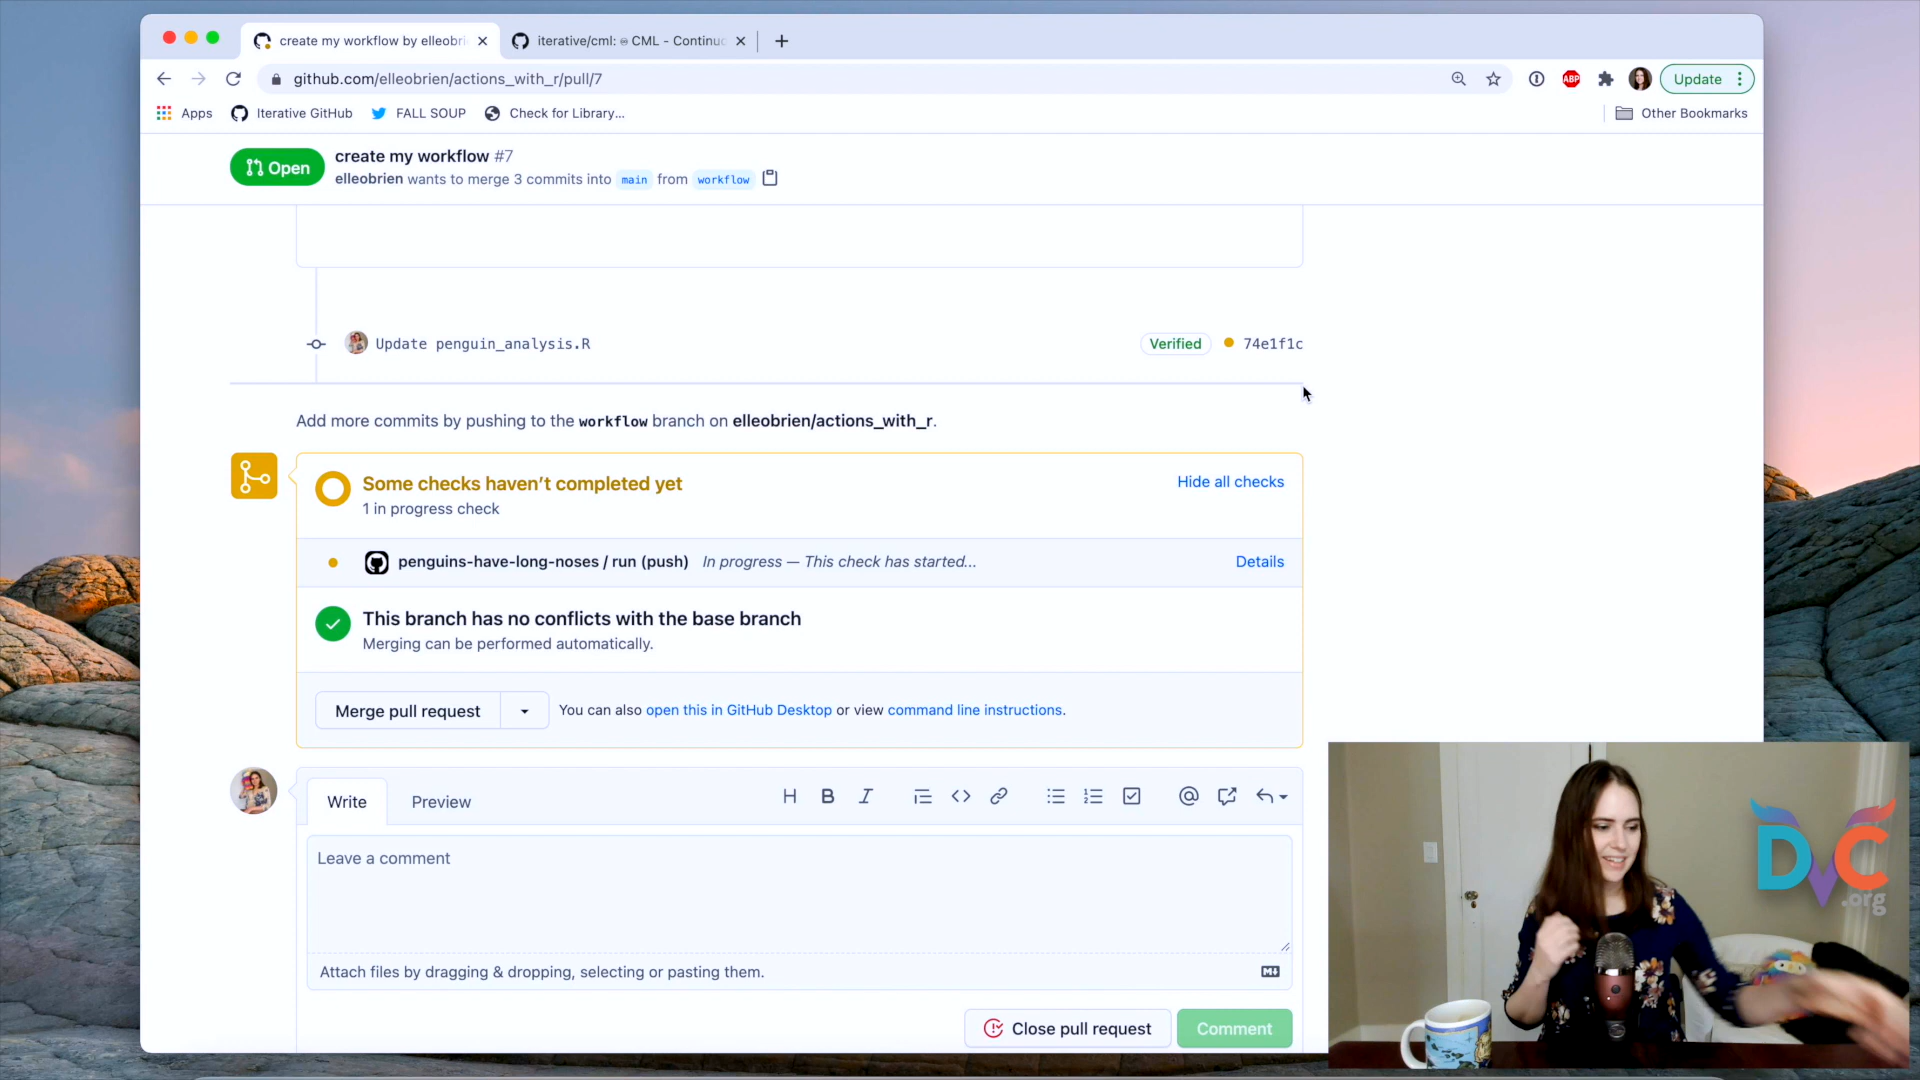 create my workflow by elleobri
iterative/cml: ♾ CML - Continuo
github.com/elleobrien/actions_with_r/pull/7
ABP
Update
Apps
Iterative GitHub
FALL SOUP
Check for Library...
Other Bookmarks
Open
create my workflow #7
elleobrien wants to merge 3 commits into main from workflow
Update penguin_analysis.R
Verified
74e1f1c
Add more commits by pushing to the workflow branch on elleobrien/actions_with_r.
Some checks haven’t completed yet
Hide all checks
1 in progress check
penguins-have-long-noses / run (push) In progress — This check has started...
Details
This branch has no conflicts with the base branch
Merging can be performed automatically.
Merge pull request
You can also open this in GitHub Desktop or view command line instructions.
Write
Preview
Leave a comment
Attach files by dragging & dropping, selecting or pasting them.
Close pull request
Comment
DVC
.org